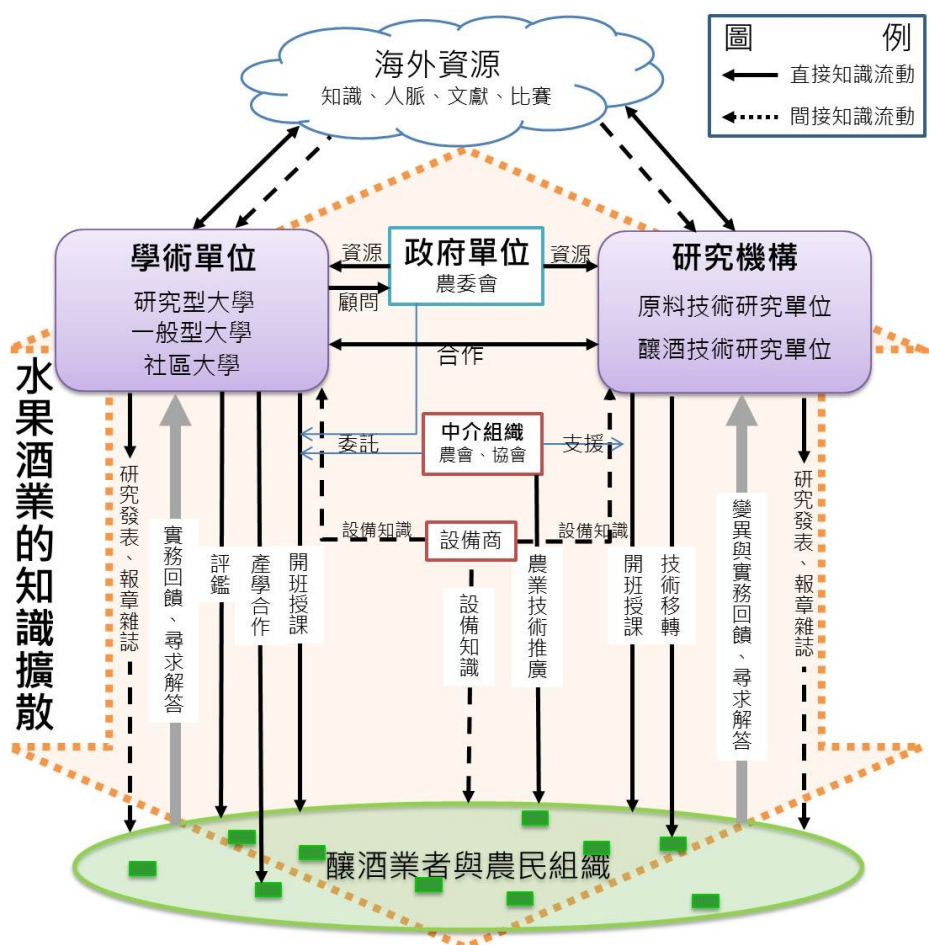 圖 例
直接知識流動
間接知識流動
海外資源
知識、人脈、文獻、比賽
學術單位
研究型大學
一般型大學
社區大學
資源
顧問
政府單位
農委會
資源
研究機構
原料技術研究單位
釀酒技術研究單位
合作
水果酒業的知識擴散
委託
中介組織
農會、協會
支援
設備知識
設備商
設備知識
研究發表、報章雜誌
實務回饋、尋求解答
評鑑
產學合作
開班授課
設備知識
農業技術推廣
開班授課
技術移轉
變異與實務回饋、尋求解答
研究發表、報章雜誌
釀酒業者與農民組織